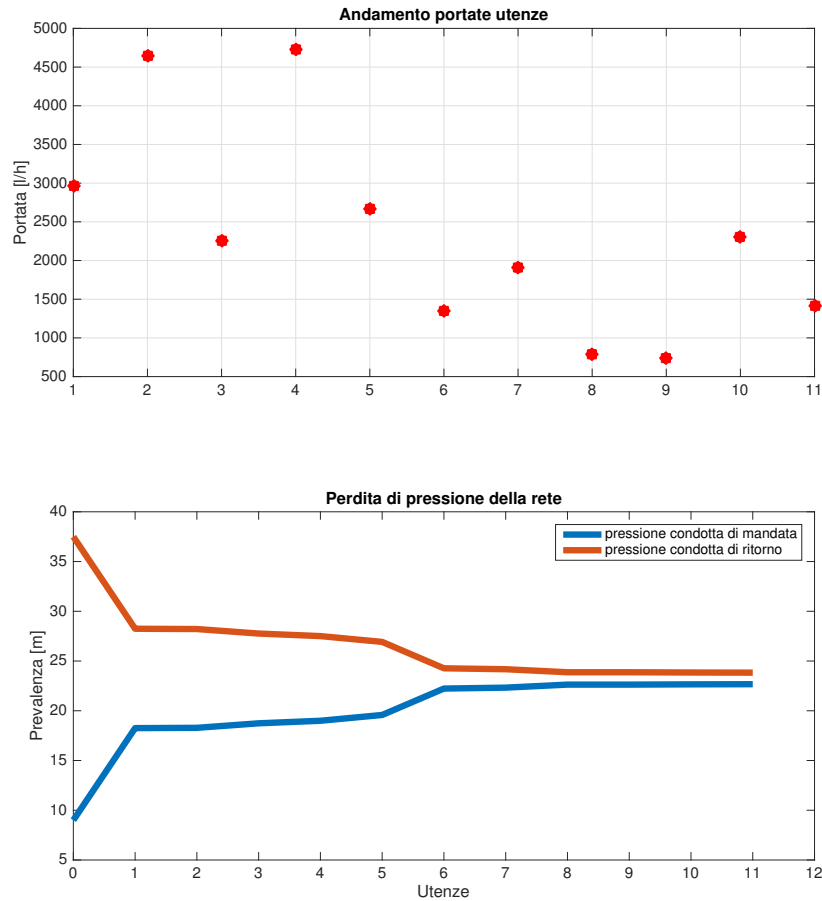 Andamento portate utenze
5000
4500
4000
3500
3000
2500
2000
1500
1000
500
Portata [l/h]
1 2 3 4 5 6 7 8 9 10 11
Perdita di pressione della rete
40
35
30
25
20
15
10
5
Prevalenza [m]
pressione condotta di mandata
pressione condotta di ritorno
0 1 2 3 4 5 6 7 8 9 10 11 12
Utenze